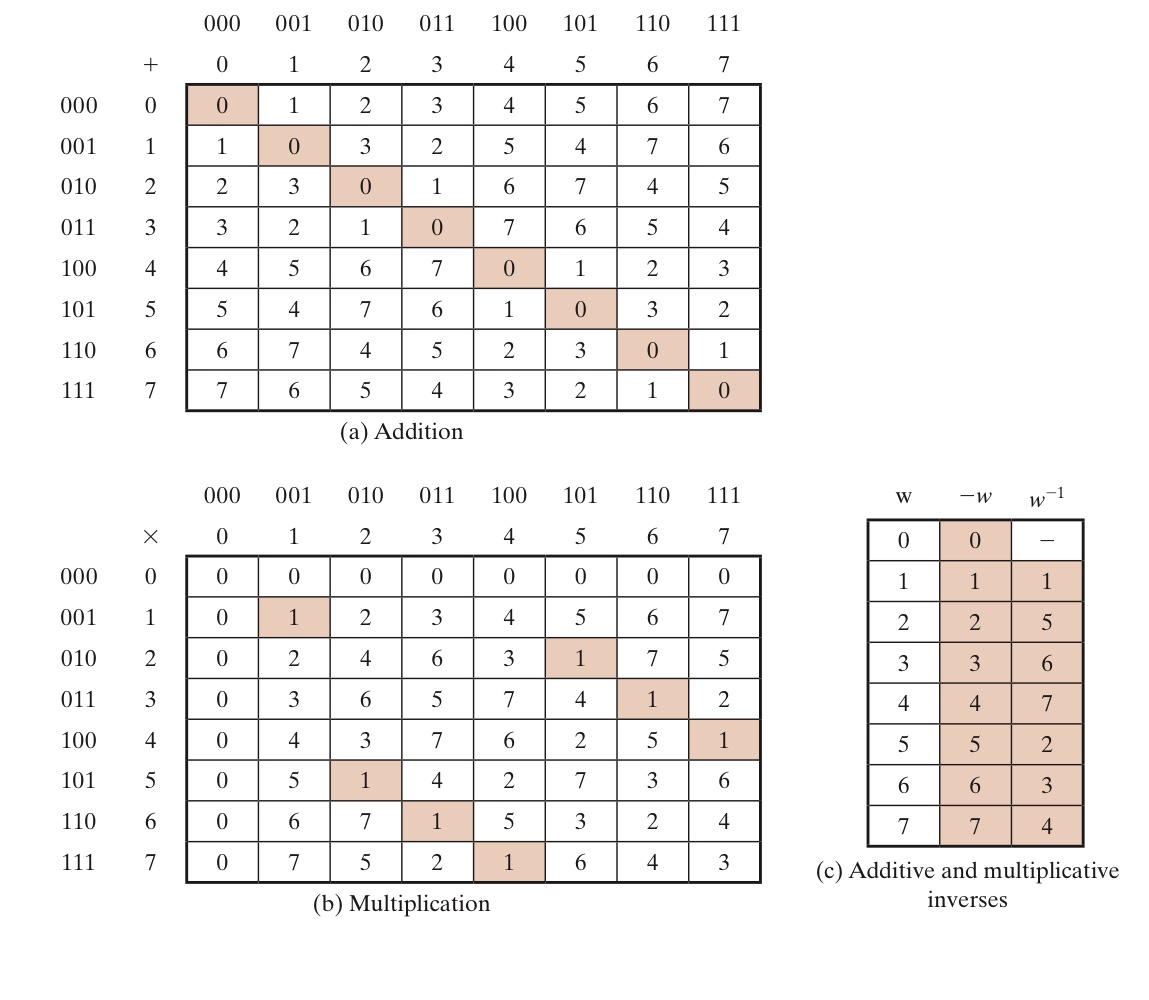 000 001 010 011 100 101 110 111
+ 0 1 2 3 4 5 6 7
000 0 0 1 2 3 4 5 6 7
001 1 1 0 3 2 5 4 7 6
010 2 2 3 0 1 6 7 4 5
011 3 3 2 1 0 7 6 5 4
100 4 4 5 6 7 0 1 2 3
101 5 5 4 7 6 1 0 3 2
110 6 6 7 4 5 2 3 0 1
111 7 7 6 5 4 3 2 1 0
(a) Addition
000 001 010 011 100 101 110 111
× 0 1 2 3 4 5 6 7
000 0 0 0 0 0 0 0 0 0
001 1 0 1 2 3 4 5 6 7
010 2 0 2 4 6 3 1 7 5
011 3 0 3 6 5 7 4 1 2
100 4 0 4 3 7 6 2 5 1
101 5 0 5 1 4 2 7 3 6
110 6 0 6 7 1 5 3 2 4
111 7 0 7 5 2 1 6 4 3
(b) Multiplication
w −w w⁻¹
0 0 −
1 1 1
2 2 5
3 3 6
4 4 7
5 5 2
6 6 3
7 7 4
(c) Additive and multiplicative
inverses